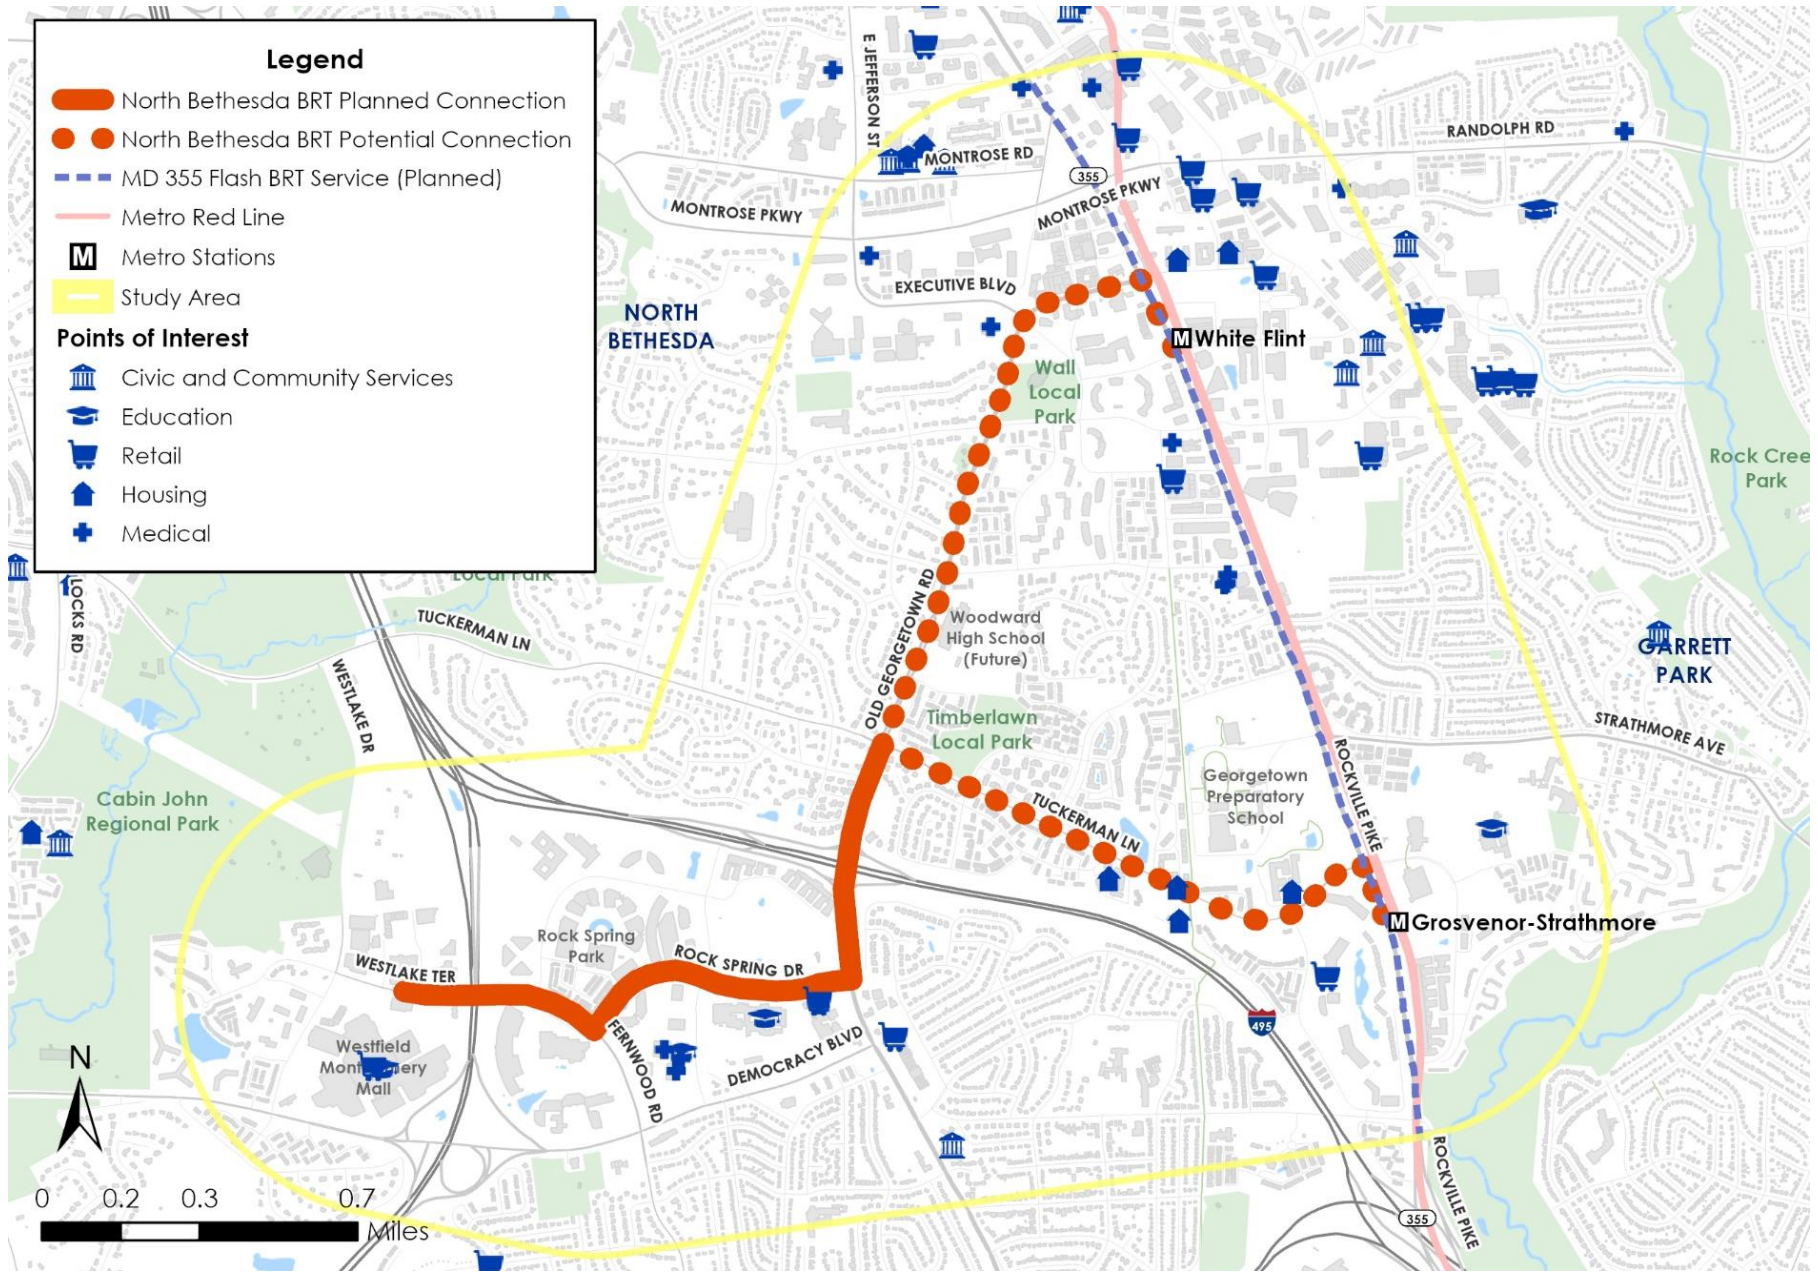 Legend
North Bethesda BRT Planned Connection
North Bethesda BRT Potential Connection
MD 355 Flash BRT Service (Planned)
Metro Red Line
M Metro Stations
Study Area
Points of Interest
Civic and Community Services
Education
Retail
Housing
Medical
E JEFFERSON ST
MONTROSE RD
RANDOLPH RD
355
MONTROSE PKWY
MONTROSE PKWY
EXECUTIVE BLVD
NORTH
BETHESDA
M White Flint
Wall
Local
Park
Rock Cree
Park
Local Park
LOCKS RD
TUCKERMAN LN
WESTLAKE DR
OLD GEORGETOWN RD
Woodward
High School
(Future)
GARRETT
PARK
Timberlawn
Local Park
STRATHMORE AVE
ROCKVILLE PIKE
Georgetown
Preparatory
School
Cabin John
Regional Park
TUCKERMAN LN
M Grosvenor-Strathmore
Rock Spring
Park
ROCK SPRING DR
WESTLAKE TER
495
FERNWOOD RD
DEMOCRACY BLVD
Westfield
Montgomery
Mall
N
0 0.2 0.3 0.7
Miles
355
ROCKVILLE PIKE